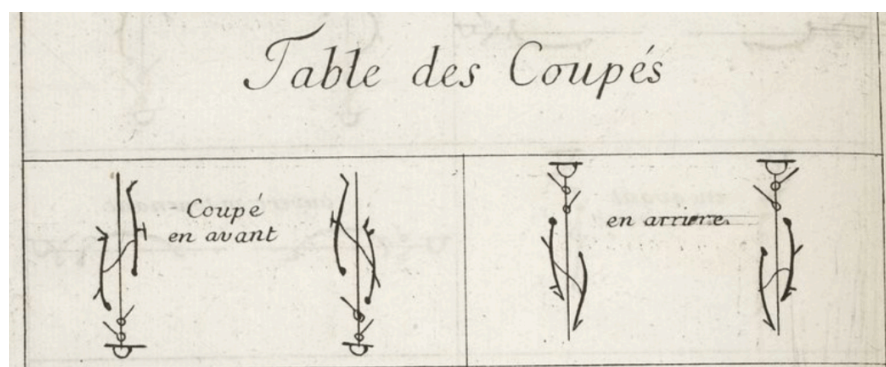 Table des Coupés
Coupé
en avant
en arriere.